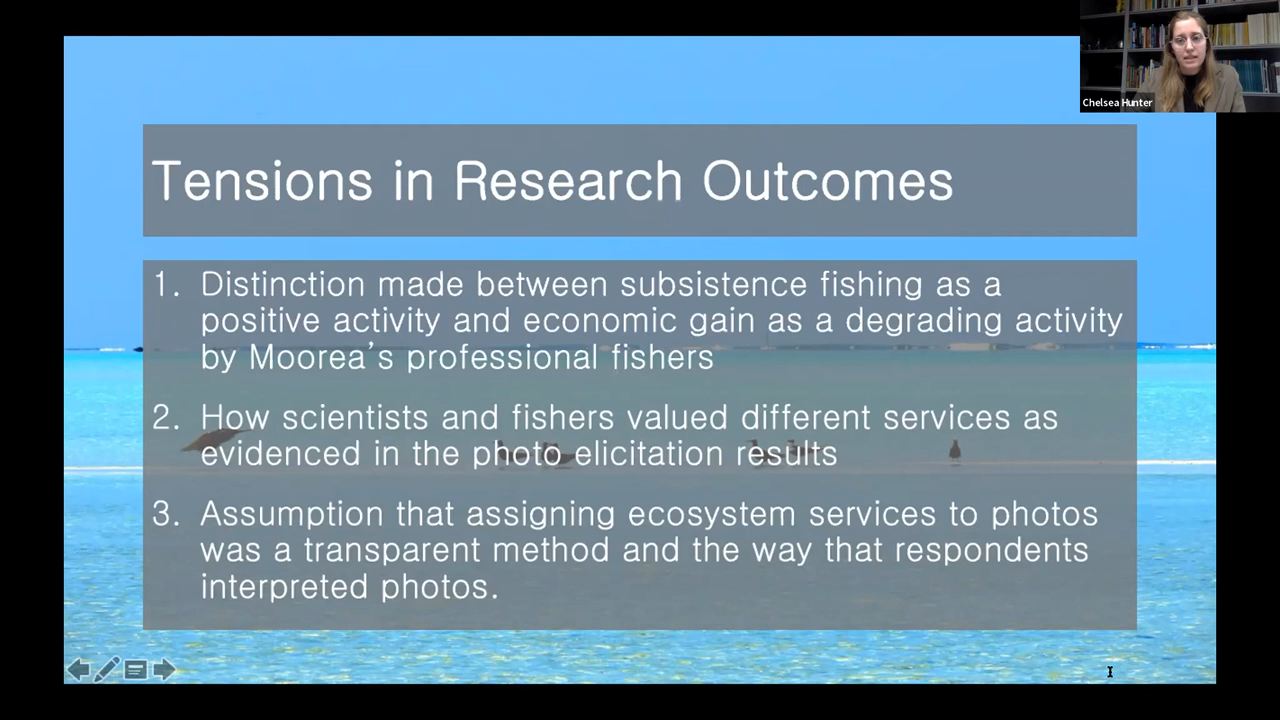 Chelsea Hunter
Tensions in Research Outcomes
1. Distinction made between subsistence fishing as a
positive activity and economic gain as a degrading activity
by Moorea’s professional fishers
2. How scientists and fishers valued different services as
evidenced in the photo elicitation results
3. Assumption that assigning ecosystem services to photos
was a transparent method and the way that respondents
interpreted photos.